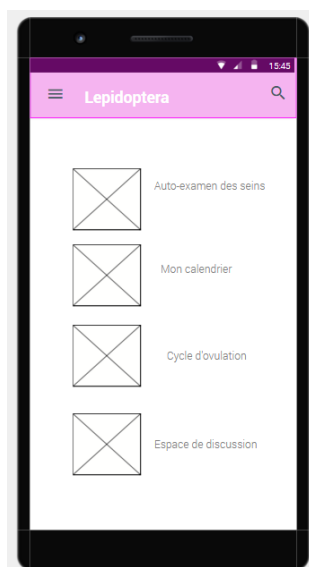 15:45
Lepidoptera
Auto-examen des seins
Mon calendrier
Cycle d'ovulation
Espace de discussion